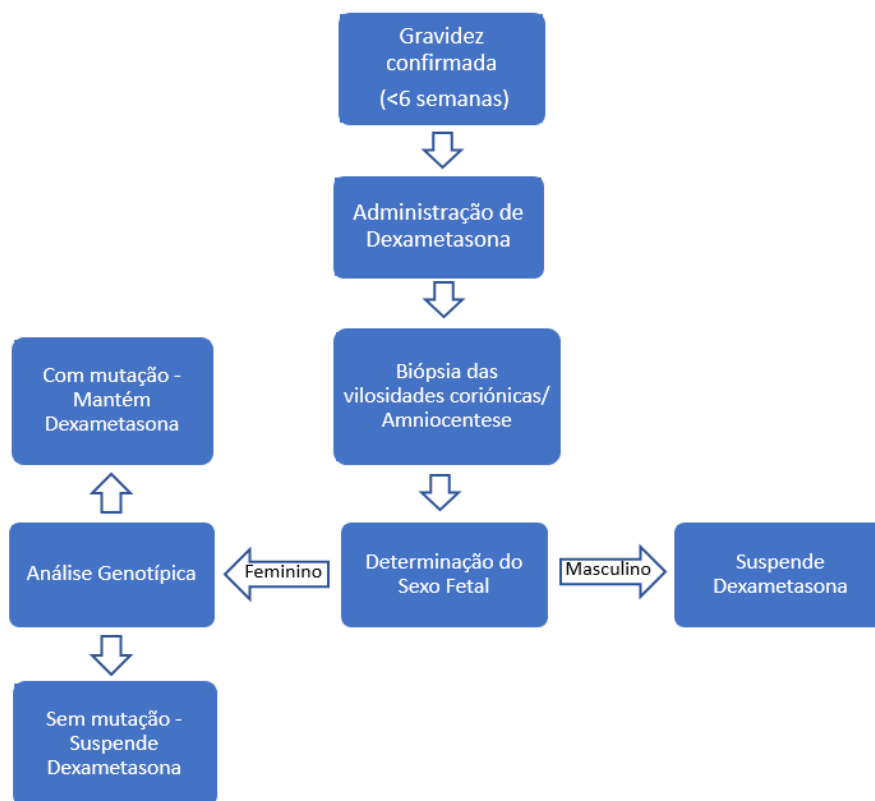 Gravidez
confirmada
(<6 semanas)
Administração de
Dexametasona
Biópsia das
vilosidades coriónicas/
Amniocentese
Determinação do
Sexo Fetal
Masculino
Suspende
Dexametasona
Feminino
Análise Genotípica
Com mutação -
Mantém
Dexametasona
Sem mutação -
Suspende
Dexametasona